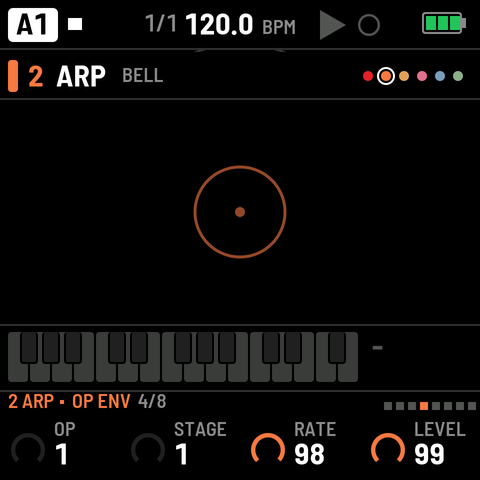 A1 1/1 120.0 BPM
2 ARP BELL
2 ARP · OP ENV 4/8
OP STAGE RATE LEVEL
1 1 98 99